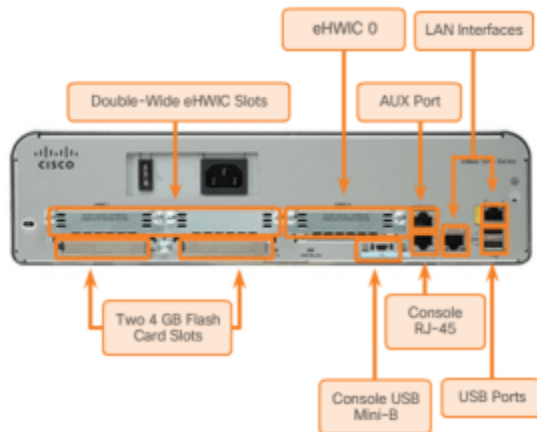 eHWIC 0
LAN Interfaces
Double-Wide eHWIC Slots
AUX Port
CISCO
Series
Two 4 GB Flash
Card Slots
Console
RJ-45
Console USB
Mini-B
USB Ports